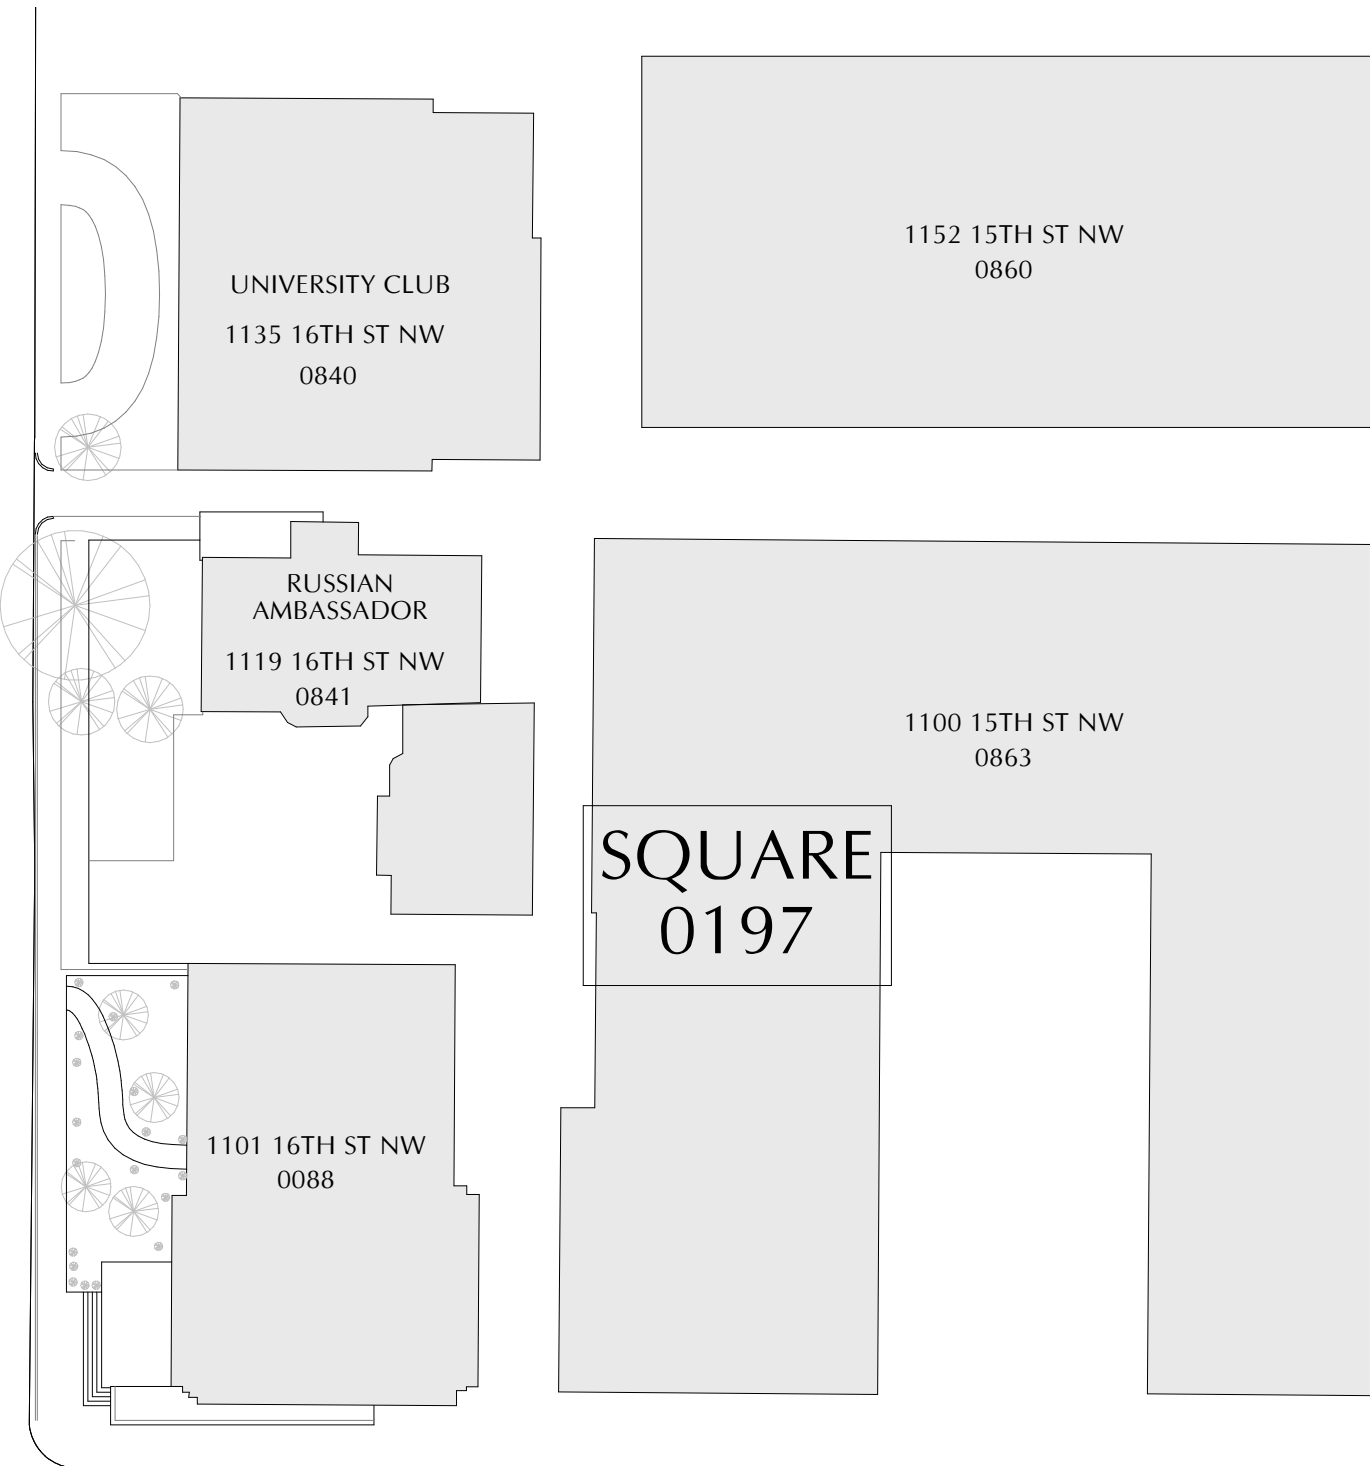 1152 15TH ST NW
0860
UNIVERSITY CLUB
1135 16TH ST NW
0840
RUSSIAN
AMBASSADOR
1119 16TH ST NW
0841
1100 15TH ST NW
0863
SQUARE
0197
1101 16TH ST NW
0088